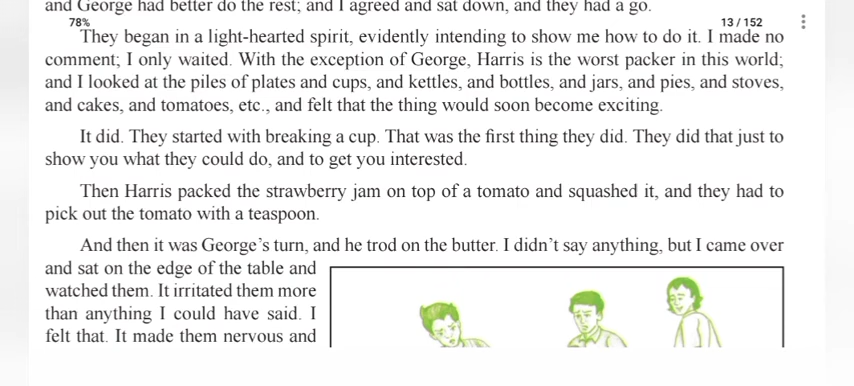 and George had better do the rest; and I agreed and sat down, and they had a go.
78%
13 / 152
They began in a light-hearted spirit, evidently intending to show me how to do it. I made no
comment; I only waited. With the exception of George, Harris is the worst packer in this world;
and I looked at the piles of plates and cups, and kettles, and bottles, and jars, and pies, and stoves,
and cakes, and tomatoes, etc., and felt that the thing would soon become exciting.
It did. They started with breaking a cup. That was the first thing they did. They did that just to
show you what they could do, and to get you interested.
Then Harris packed the strawberry jam on top of a tomato and squashed it, and they had to
pick out the tomato with a teaspoon.
And then it was George’s turn, and he trod on the butter. I didn’t say anything, but I came over
and sat on the edge of the table and
watched them. It irritated them more
than anything I could have said. I
felt that. It made them nervous and